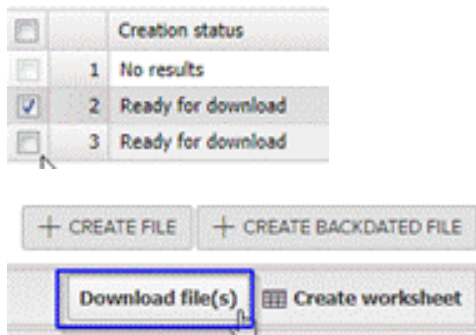 Creation status
1 No results
2 Ready for download
3 Ready for download
+ CREATE FILE + CREATE BACKDATED FILE
Download file(s) Create worksheet